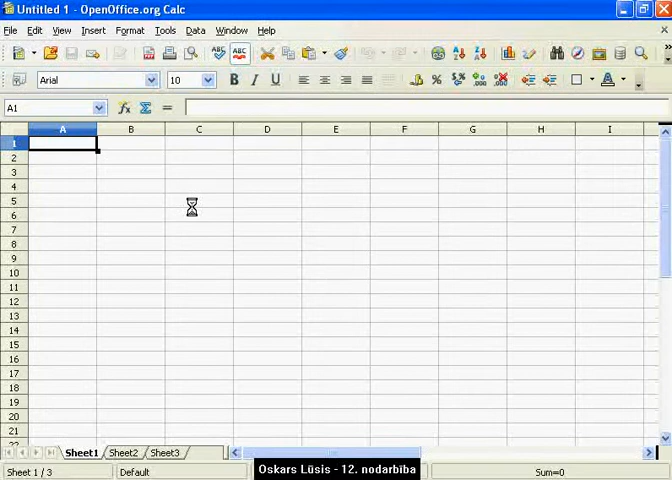 Untitled 1 - OpenOffice.org Calc
File Edit View Insert Format Tools Data Window Help
Arial 10 B I U
A1
A B C D E F G H I
1
2
3
4
5
6
7
8
9
10
11
12
13
14
15
16
17
18
19
20
21
22
Sheet1 Sheet2 Sheet3
Sheet 1 / 3 Default Sum=0
Oskars Lūsis - 12. nodarbība